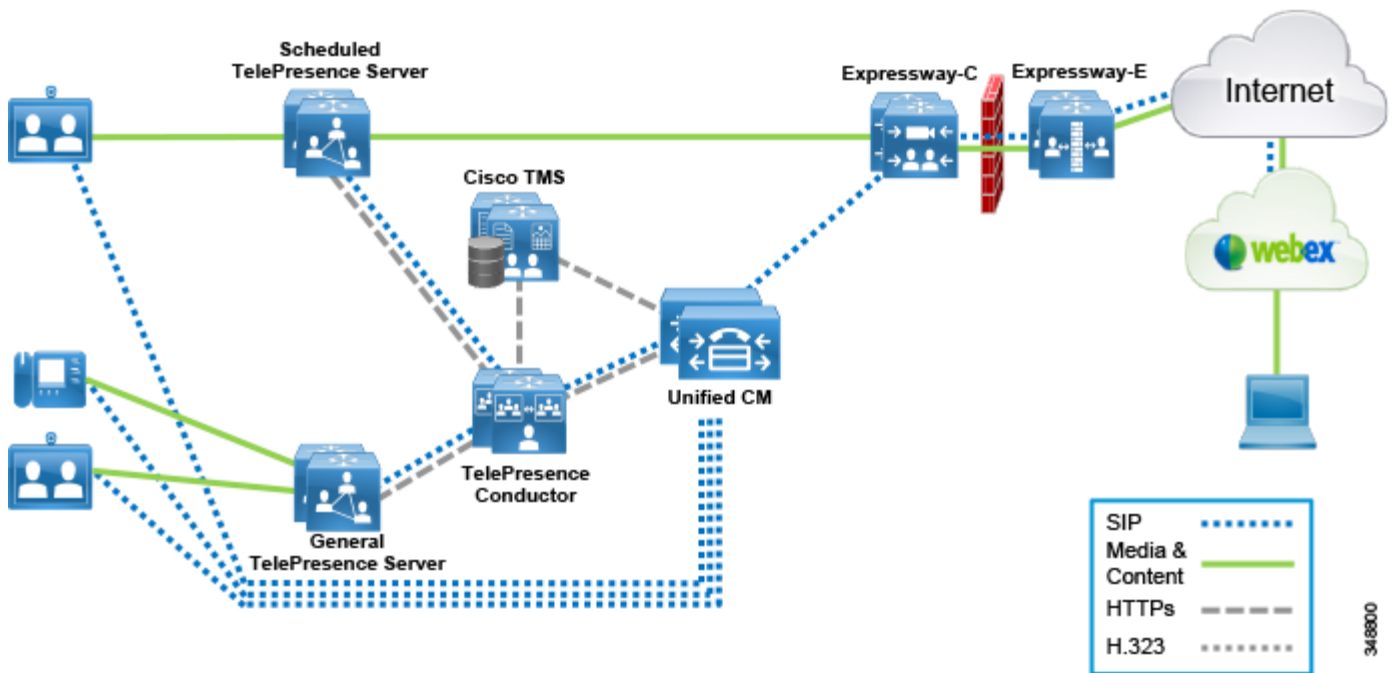 Scheduled
TelePresence Server
Expressway-C
Expressway-E
Internet
Cisco TMS
webex
Unified CM
TelePresence
Conductor
General
TelePresence Server
SIP
Media &
Content
HTTPs
H.323
348800